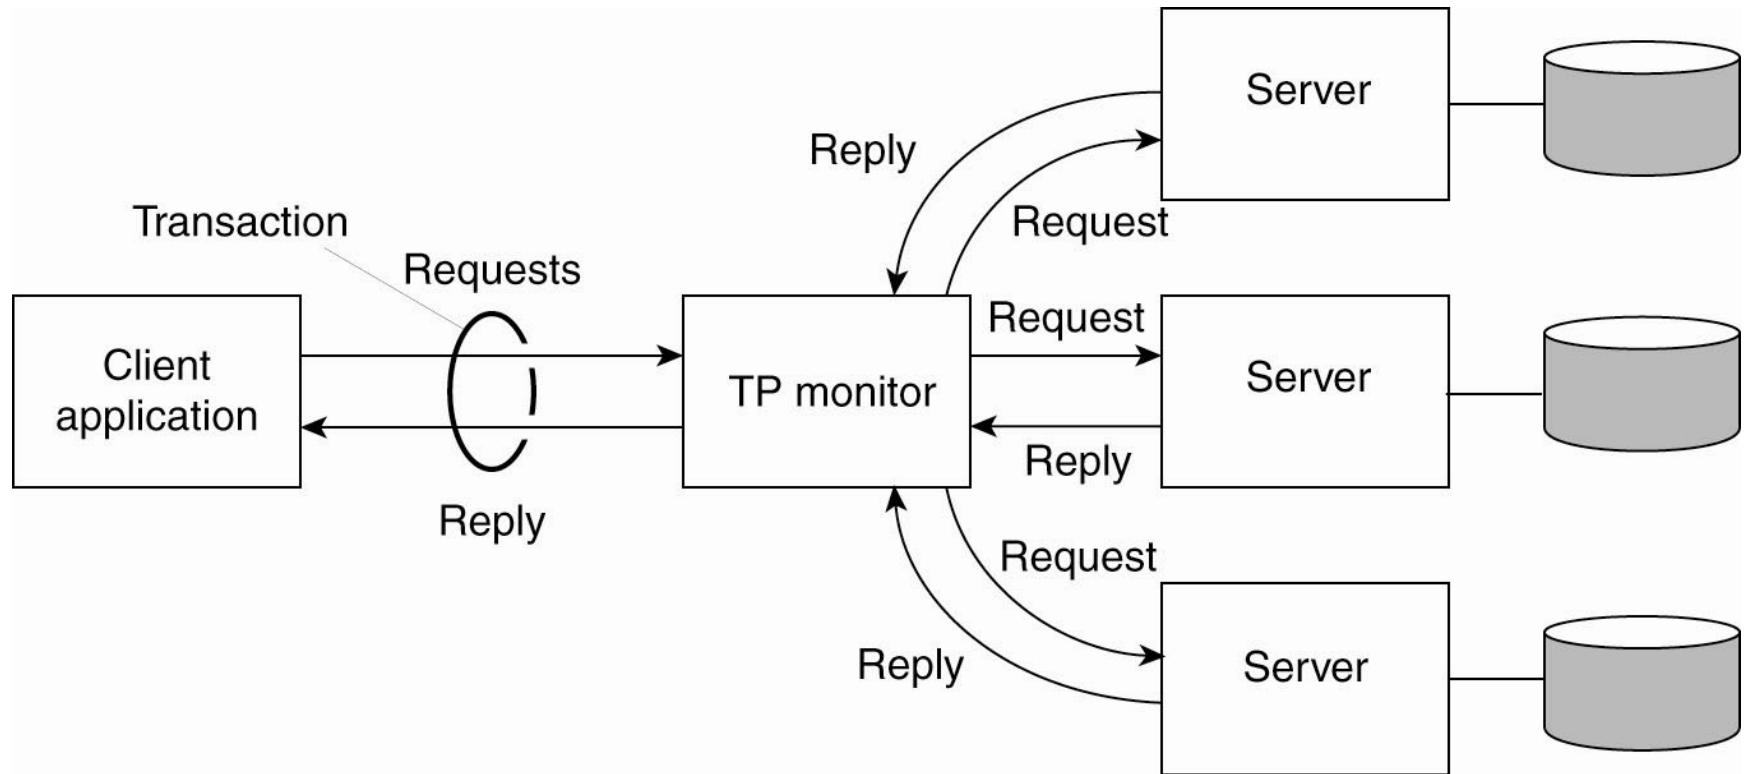 Server
Reply
Transaction
Request
Requests
Request
Client
application
TP monitor
Server
Reply
Reply
Request
Reply
Server